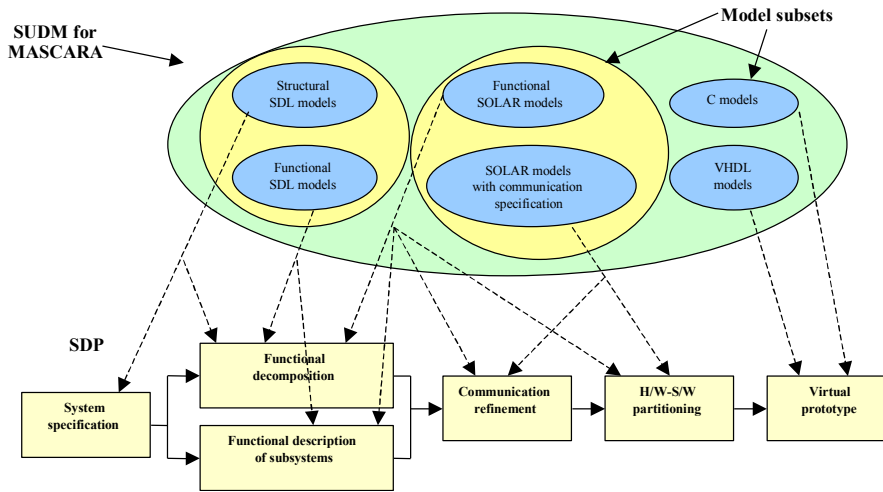 SUDM for
MASCARA
Model subsets
Structural
SDL models
Functional
SOLAR models
C models
Functional
SDL models
SOLAR models
with communication
specification
VHDL
models
SDP
System
specification
Functional
decomposition
Functional description
of subsystems
Communication
refinement
H/W-S/W
partitioning
Virtual
prototype